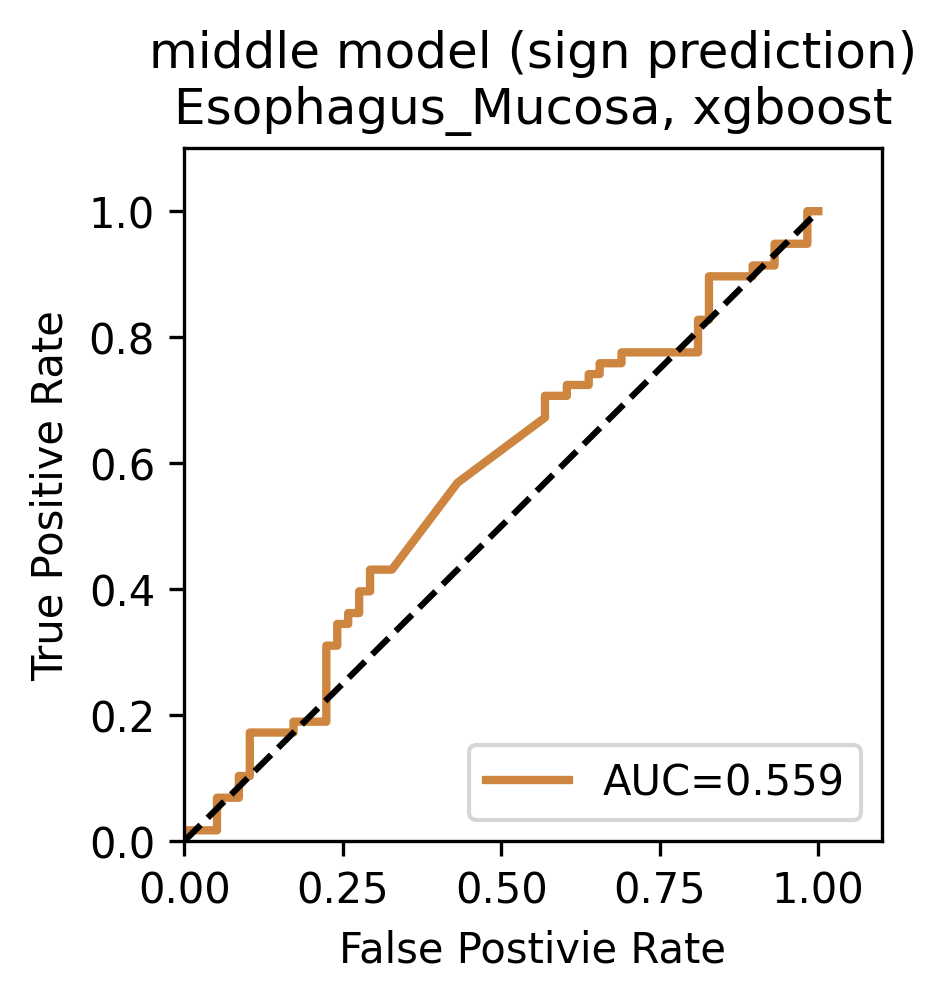 middle model (sign prediction)
Esophagus_Mucosa, xgboost
1.0
0.8
0.6
0.4
0.2
0.0
True Positive Rate
AUC=0.559
0.00 0.25 0.50 0.75 1.00
False Postivie Rate